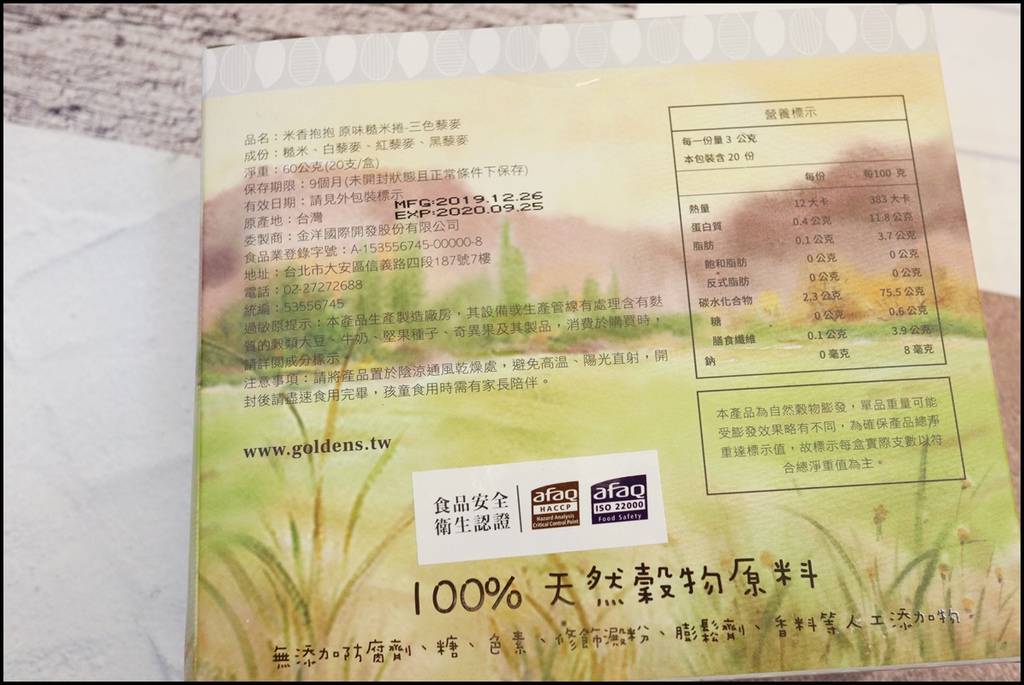 品名：米香抱抱 原味糙米捲-三色藜麥
成份：糙米、白藜麥、紅藜麥、黑藜麥
淨重：60公克(20支/盒)
保存期限：9個月(未開封狀態且正常條件下保存)
有效日期：請見外包裝標示
MFG:2019.12.26
EXP:2020.09.25
原產地：台灣
委製商：金洋國際開發股份有限公司
食品業登錄字號：A-153556745-00000-8
地址：台北市大安區信義路四段187號7樓
電話：02-27272688
統編：53556745
過敏原提示：本產品生產製造廠房，其設備或生產管線有處理含有麩
質的穀類大豆、牛奶、堅果種子、奇異果及其製品，消費於購買時，
請詳閱成分標示。
注意事項：請將產品置於陰涼通風乾燥處，避免高溫、陽光直射，開
封後請盡速食用完畢，孩童食用時需有家長陪伴。
www.goldens.tw
營養標示
每一份量 3 公克
本包裝含 20 份
每份 每100 克
熱量 12 大卡 383 大卡
蛋白質 0.4 公克 11.8 公克
脂肪 0.1 公克 3.7 公克
飽和脂肪 0 公克 0 公克
反式脂肪 0 公克 0 公克
碳水化合物 2.3 公克 75.5 公克
糖 0 公克 0.6 公克
膳食纖維 0.1 公克 3.9 公克
鈉 0 毫克 8 毫克
本產品為自然穀物膨發，單品重量可能
受膨發效果略有不同，為確保產品總淨
重達標示值，故標示每盒實際支數以符
合總淨重值為主。
食品安全
衛生認證
afaq
HACCP
Hazard Analysis
Critical Control Point
afaq
ISO 22000
Food Safety
100% 天然穀物原料
無添加防腐劑、糖、色素、修飾澱粉、膨鬆劑、香料等人工添加物